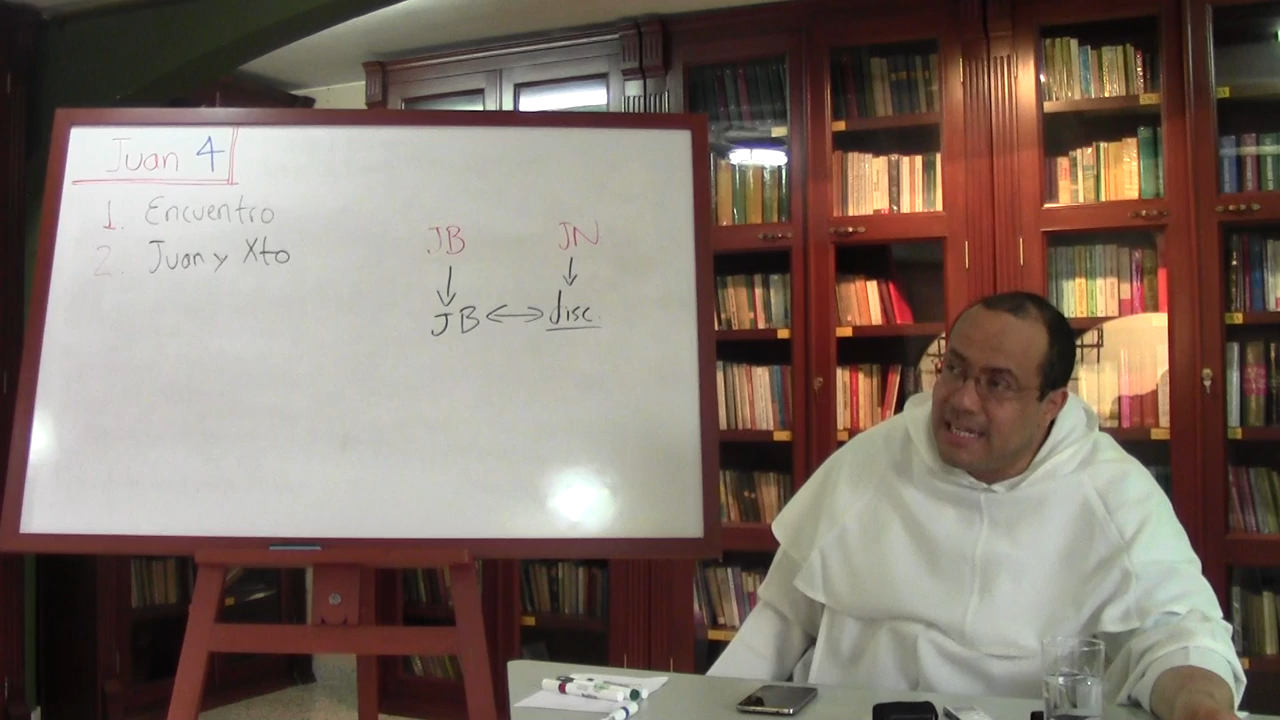 Juan 4
1. Encuentro
2. Juan y Xto
JB JN
JB disc.